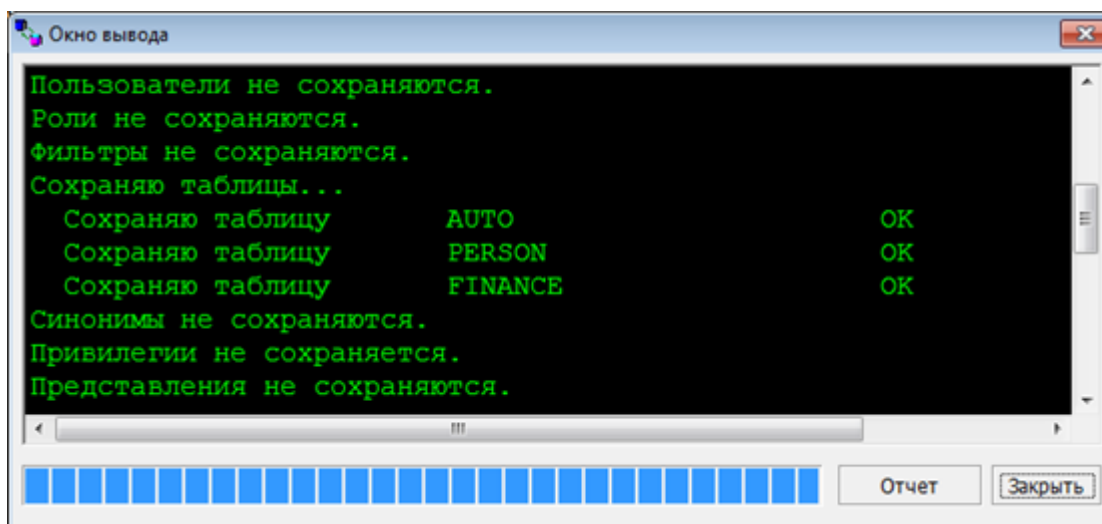 Окно вывода
Пользователи не сохраняются.
Роли не сохраняются.
Фильтры не сохраняются.
Сохраняю таблицы...
Сохраняю таблицу AUTO OK
Сохраняю таблицу PERSON OK
Сохраняю таблицу FINANCE OK
Синонимы не сохраняются.
Привилегии не сохраняется.
Представления не сохраняются.
Отчет Закрыть